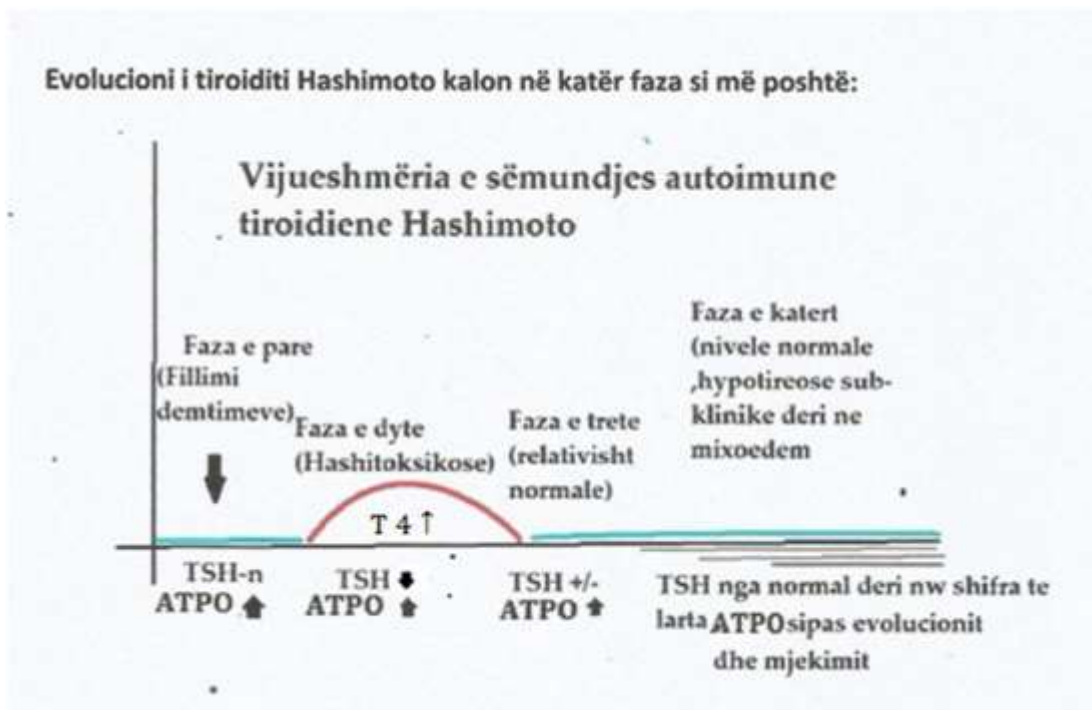 Evolucioni i tiroiditi Hashimoto kalon në katër faza si më poshtë:
Vijueshmëria e sëmundjes autoimune
tiroidiene Hashimoto
Faza e pare
(Fillimi
demtimeve)
Faza e dyte
(Hashitoksikose)
T 4 ↑
Faza e trete
(relativisht
normale)
Faza e katert
(nivele normale
,hypotireose sub-
klinike deri ne
mixoedem
TSH-n
ATPO ⬆
TSH ⬇
ATPO ⬆
TSH +/-
ATPO ⬆
TSH nga normal deri nw shifra te
larta ATPO sipas evolucionit
dhe mjekimit